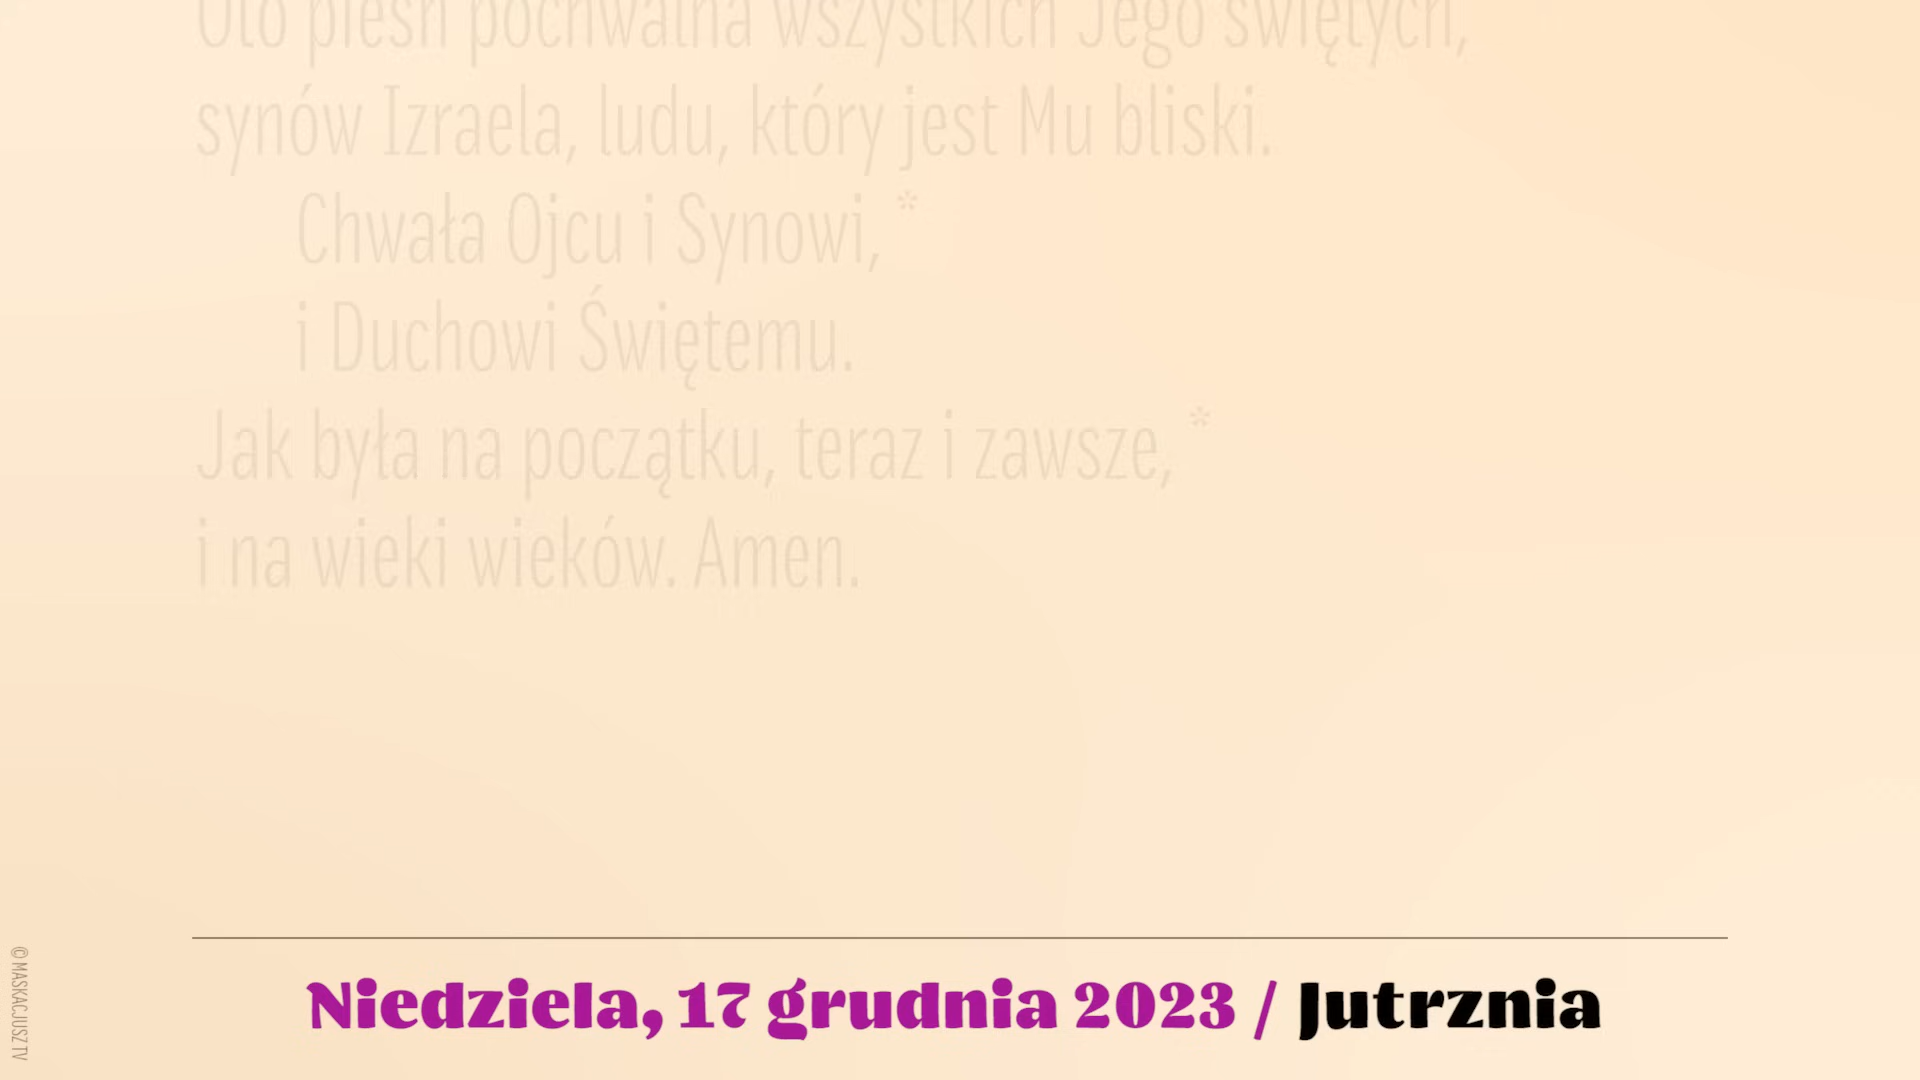 Oto pieśń pochwalna wszystkich Jego świętych,
synów Izraela, ludu, który jest Mu bliski.
Chwała Ojcu i Synowi, *
i Duchowi Świętemu.
Jak była na początku, teraz i zawsze, *
i na wieki wieków. Amen.
Niedziela, 17 grudnia 2023 / Jutrznia
© MASKACJUSZ TV